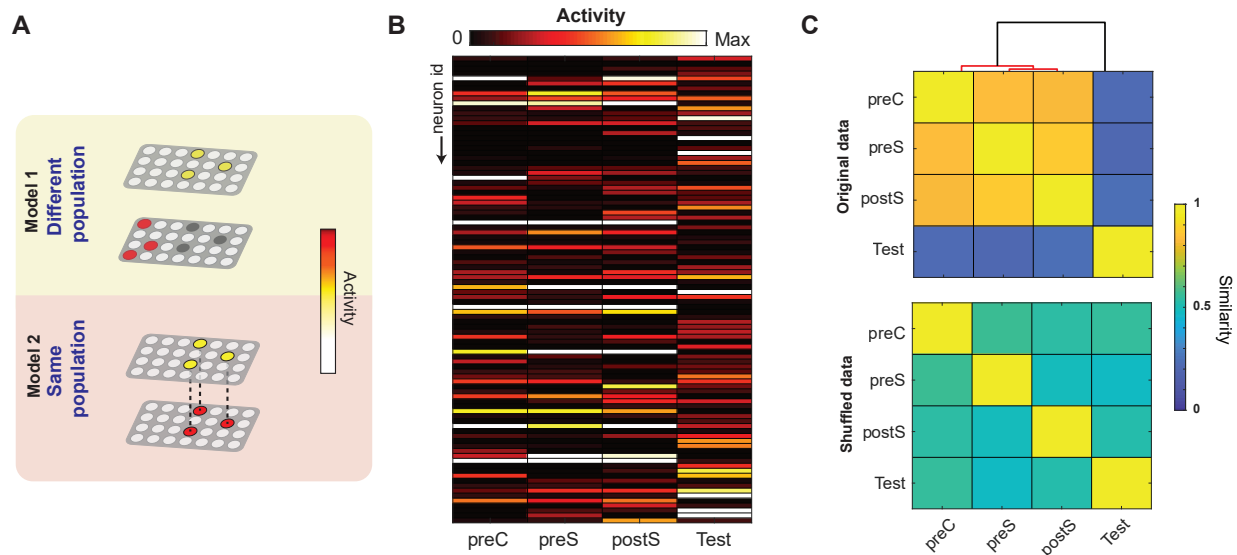 A
Model 1
Different
population
Model 2
Same
population
Activity
B
Activity
0
Max
neuron id
preC
preS
postS
Test
C
Original data
preC
preS
postS
Test
Shuffled data
preC
preS
postS
Test
preC
preS
postS
Test
1
0.5
0
Similarity